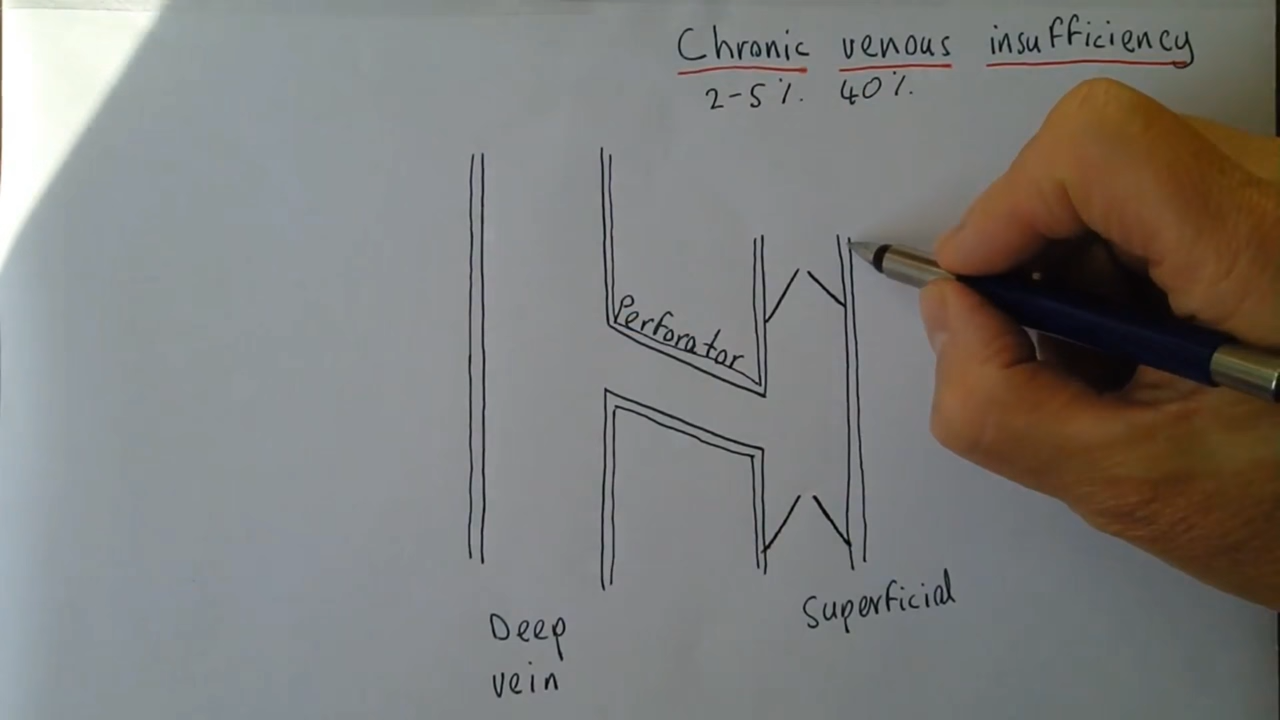 Chronic venous insufficiency
2-5%. 40%.
Perforator
Superficial
Deep
vein